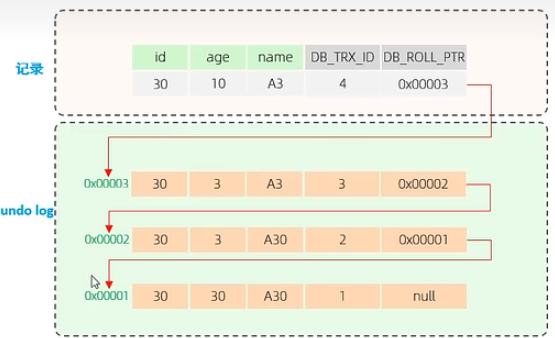 id age name DB_TRX_ID DB_ROLL_PTR
记录
30 10 A3 4 0x00003
0x00003 30 3 A3 3 0x00002
undo log
0x00002 30 3 A30 2 0x00001
0x00001 30 30 A30 1 null